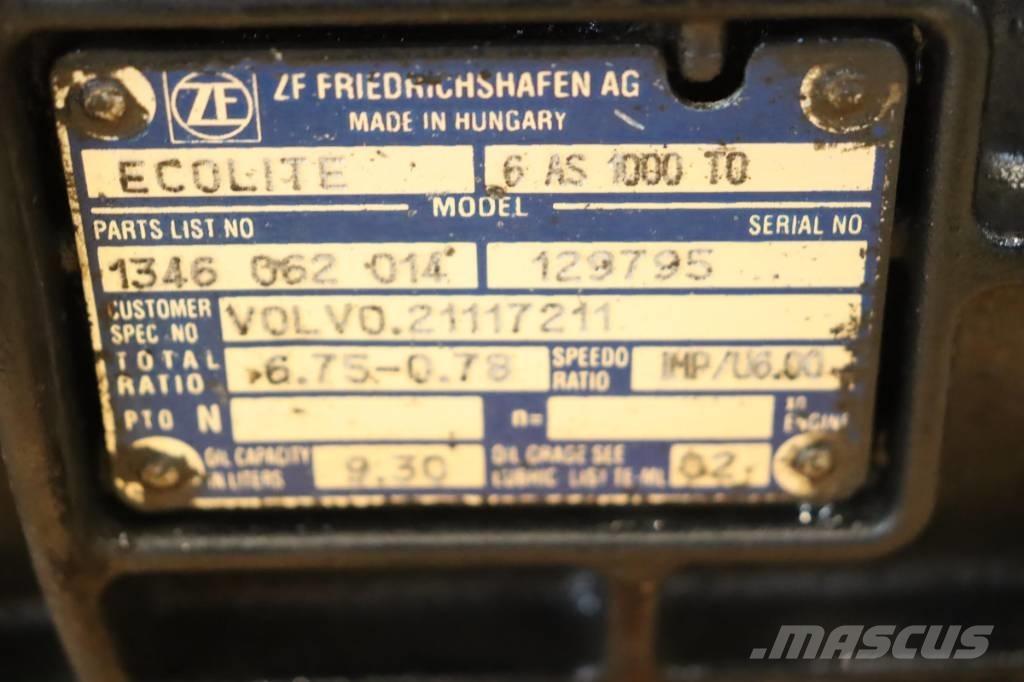 ZF
ZF FRIEDRICHSHAFEN AG
MADE IN HUNGARY
ECOLITE 6 AS 1000 TO
MODEL
PARTS LIST NO SERIAL NO
1346 062 014 129795
CUSTOMER SPEC.NO VOLVO.21117211
TOTAL RATIO 6.75-0.78 SPEEDO RATIO IMP/U6.00
PTO N n= ENGINE
OIL CAPACITY IN LITERS 9.30 OIL GRADE SEE LUBRIC LIST TE-ML 02.
MASCUS